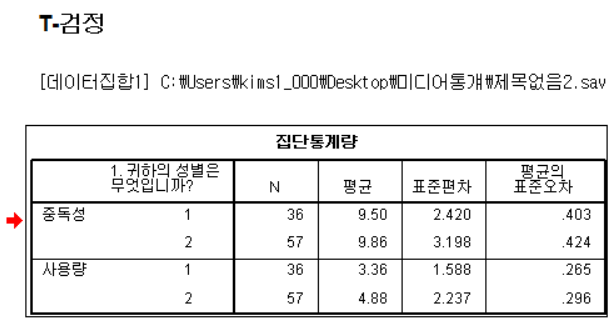 T-검정
[데이터집합1] C:₩Users₩kims1_000₩Desktop₩미디어통개₩제목없음2.sav
집단통계량
1. 귀하의 성별은 무엇입니까? N 평균 표준편차 평균의 표준오차
중독성 1 36 9.50 2.420 .403
2 57 9.86 3.198 .424
사용량 1 36 3.36 1.588 .265
2 57 4.88 2.237 .296